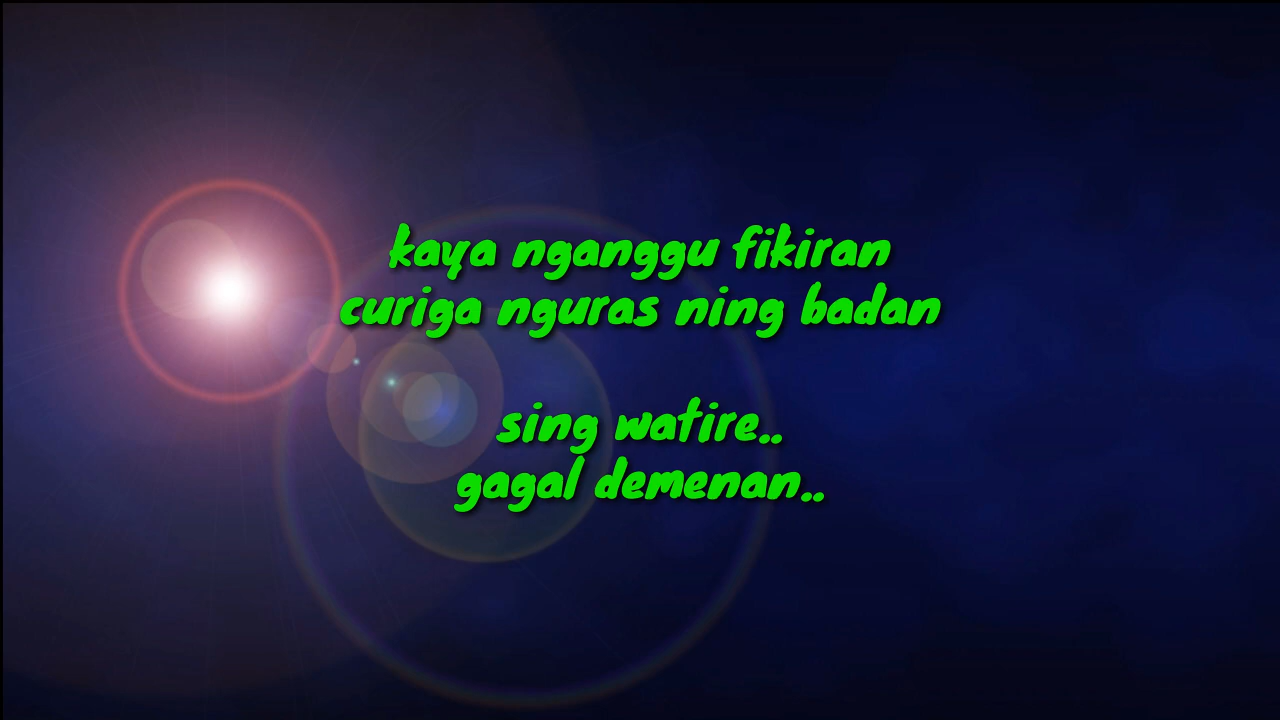 kaya nganggu fikiran
curiga nguras ning badan
sing watire..
gagal demenan..